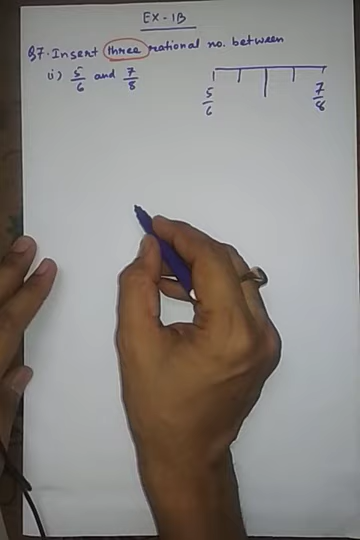 EX-1B
Q7. Insert three rational no. between
(i) 5/6 and 7/8
5/6 7/8